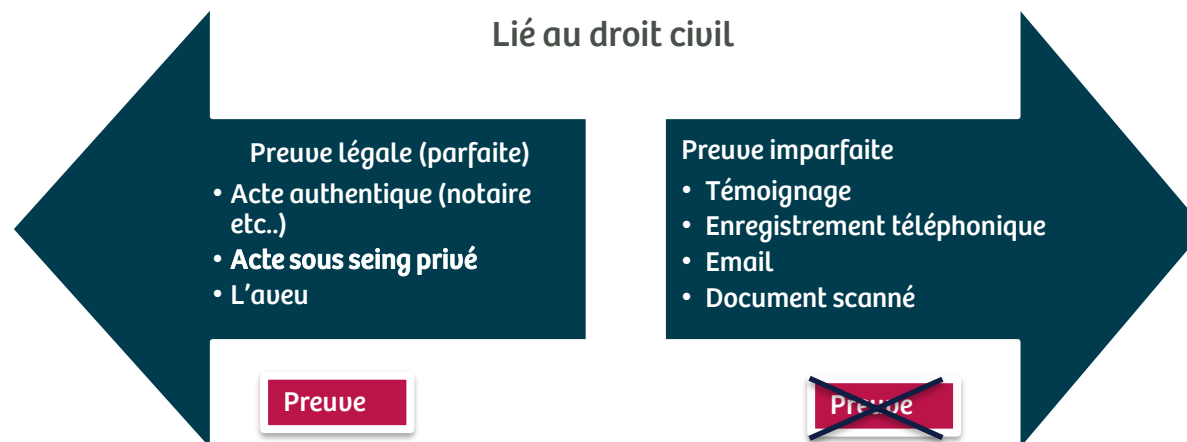 Lié au droit civil
Preuve légale (parfaite)
• Acte authentique (notaire
etc..)
• Acte sous seing privé
• L'aveu
Preuve
Preuve imparfaite
• Témoignage
• Enregistrement téléphonique
• Email
• Document scanné
Preuve